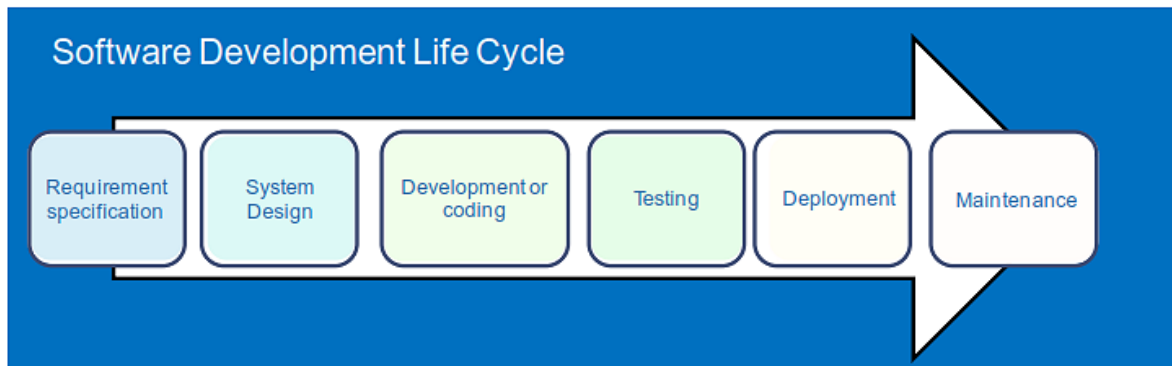 Software Development Life Cycle
Requirement
specification
System
Design
Development or
coding
Testing
Deployment
Maintenance